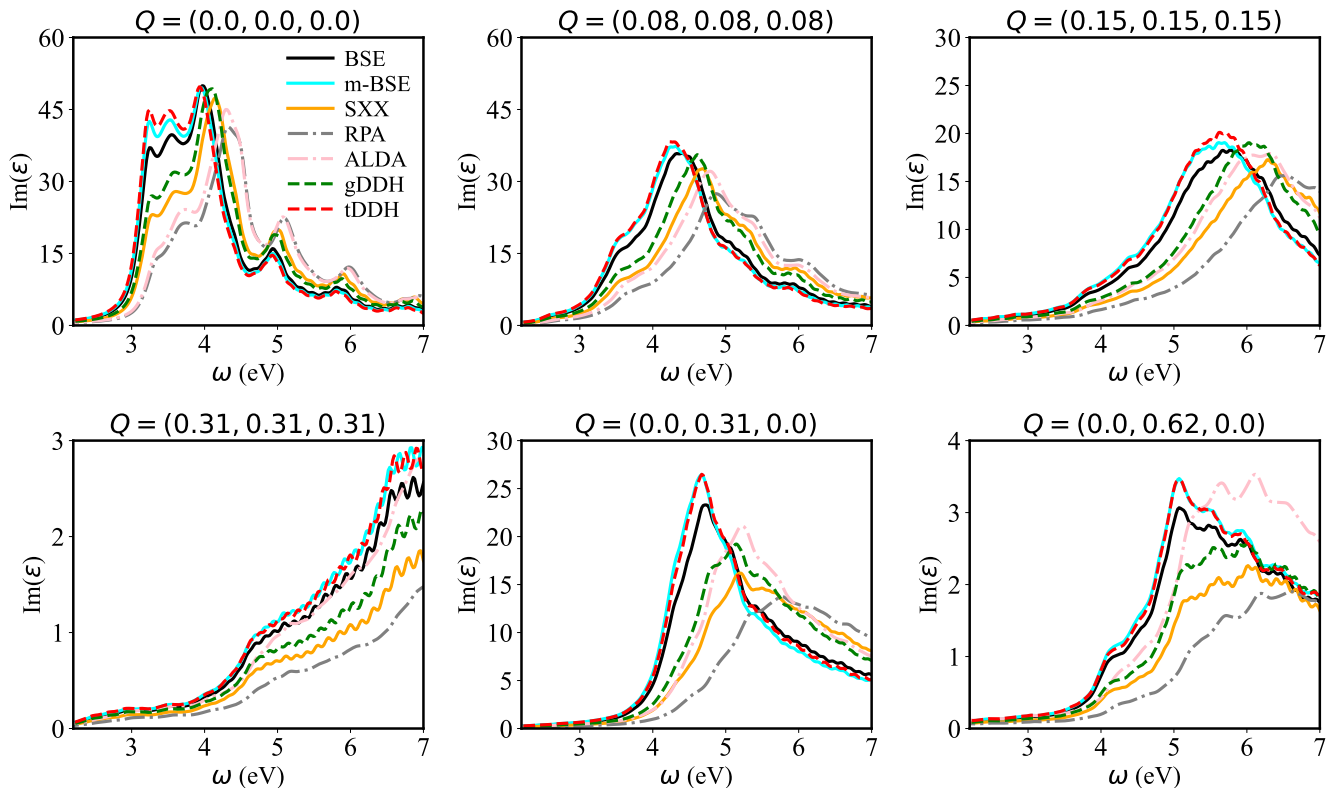 Q = (0.0, 0.0, 0.0)
60
45
30
15
0
Im(ε)
3 4 5 6 7
ω (eV)
BSE
m-BSE
SXX
RPA
ALDA
gDDH
tDDH
Q = (0.08, 0.08, 0.08)
60
45
30
15
0
Im(ε)
3 4 5 6 7
ω (eV)
Q = (0.15, 0.15, 0.15)
30
25
20
15
10
5
0
Im(ε)
3 4 5 6 7
ω (eV)
Q = (0.31, 0.31, 0.31)
3
2
1
0
Im(ε)
3 4 5 6 7
ω (eV)
Q = (0.0, 0.31, 0.0)
30
25
20
15
10
5
0
Im(ε)
3 4 5 6 7
ω (eV)
Q = (0.0, 0.62, 0.0)
4
3
2
1
0
Im(ε)
3 4 5 6 7
ω (eV)